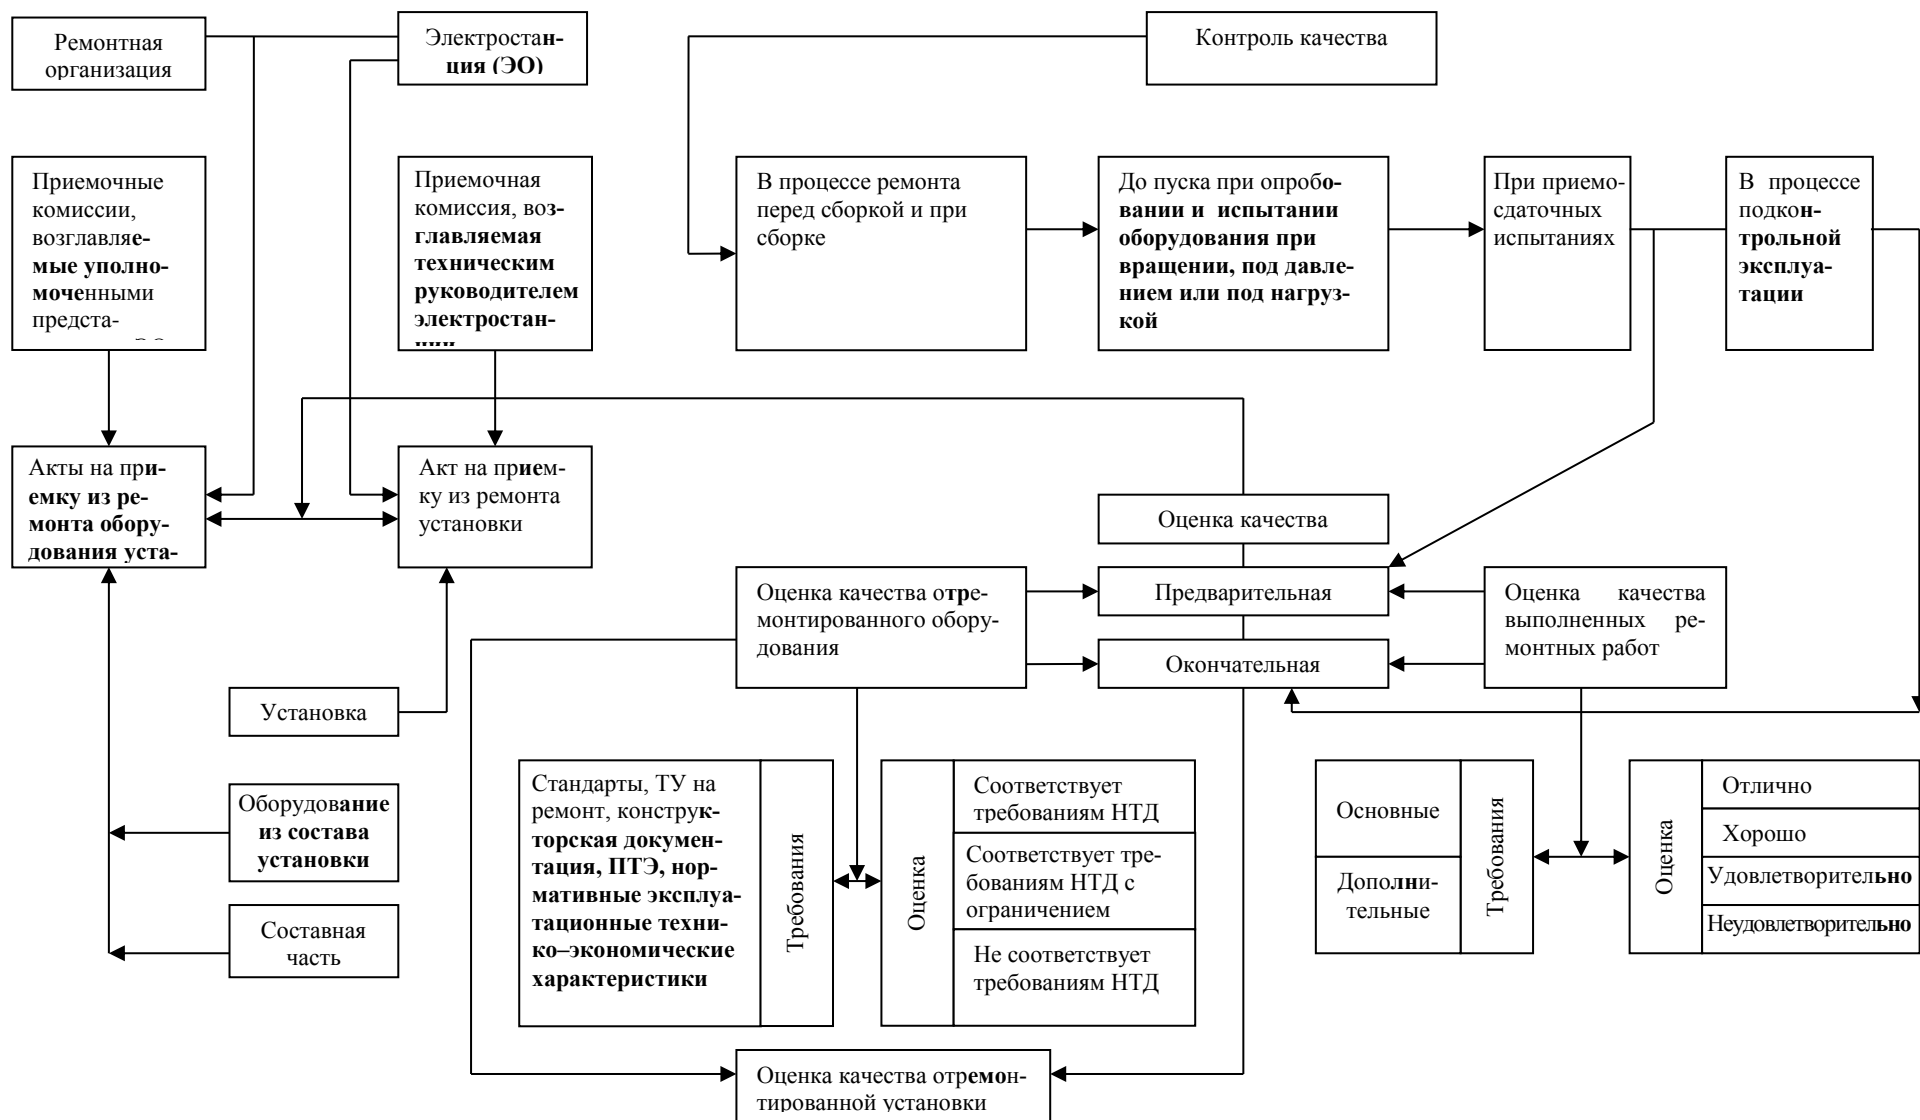 Ремонтная
организация
Электростан-
ция (ЭО)
Контроль качества
Приемочные
комиссии,
возглавляе-
мые уполно-
моченными
предста-
Приемочная
комиссия, воз-
главляемая
техническим
руководителем
электростан-
ции
В процессе ремонта
перед сборкой и при
сборке
До пуска при опробо-
вании и испытании
оборудования при
вращении, под давле-
нием или под нагруз-
кой
При приемо-
сдаточных
испытаниях
В процессе
подкон-
трольной
эксплуа-
тации
Акты на при-
емку из ре-
монта обору-
дования уста-
Акт на прием-
ку из ремонта
установки
Оценка качества
Предварительная
Окончательная
Оценка качества отре-
монтированного обору-
дования
Оценка качества
выполненных ре-
монтных работ
Установка
Оборудование
из состава
установки
Составная
часть
Стандарты, ТУ на
ремонт, конструк-
торская докумен-
тация, ПТЭ, нор-
мативные эксплуа-
тационные техни-
ко–экономические
характеристики
Требования
Оценка
Соответствует
требованиям НТД
Соответствует тре-
бованиям НТД с
ограничением
Не соответствует
требованиям НТД
Основные
Дополни-
тельные
Требования
Оценка
Отлично
Хорошо
Удовлетворительно
Неудовлетворительно
Оценка качества отремон-
тированной установки